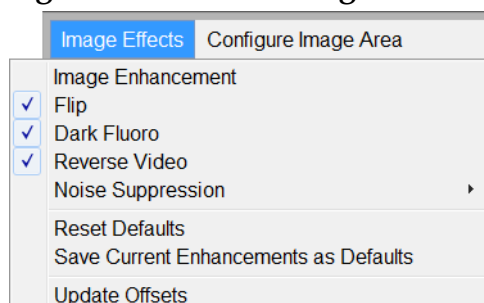 Image Effects Configure Image Area
Image Enhancement
Flip
Dark Fluoro
Reverse Video
Noise Suppression
Reset Defaults
Save Current Enhancements as Defaults
Update Offsets